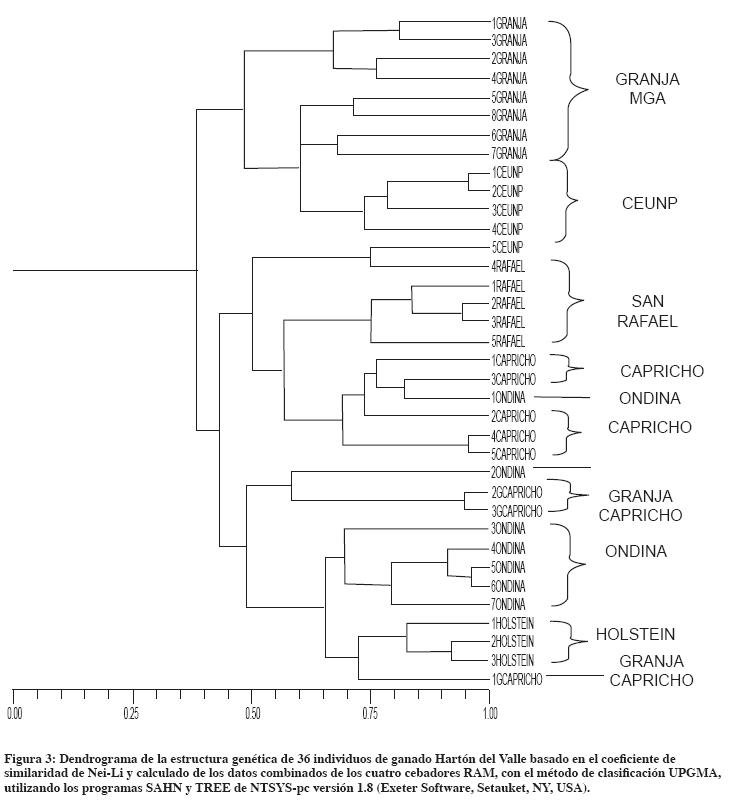 1GRANJA
3GRANJA
2GRANJA
4GRANJA
5GRANJA
8GRANJA
6GRANJA
7GRANJA
GRANJA
MGA
1CEUNP
2CEUNP
3CEUNP
4CEUNP
5CEUNP
CEUNP
4RAFAEL
1RAFAEL
2RAFAEL
3RAFAEL
5RAFAEL
SAN
RAFAEL
1CAPRICHO
3CAPRICHO
CAPRICHO
1ONDINA
ONDINA
2CAPRICHO
4CAPRICHO
5CAPRICHO
CAPRICHO
2ONDINA
2GCAPRICHO
3GCAPRICHO
GRANJA
CAPRICHO
3ONDINA
4ONDINA
5ONDINA
6ONDINA
7ONDINA
ONDINA
1HOLSTEIN
2HOLSTEIN
3HOLSTEIN
HOLSTEIN
1GCAPRICHO
GRANJA
CAPRICHO
0.00 0.25 0.50 0.75 1.00
Figura 3: Dendrograma de la estructura genética de 36 individuos de ganado Hartón del Valle basado en el coeficiente de
similaridad de Nei-Li y calculado de los datos combinados de los cuatro cebadores RAM, con el método de clasificación UPGMA,
utilizando los programas SAHN y TREE de NTSYS-pc versión 1.8 (Exeter Software, Setauket, NY, USA).